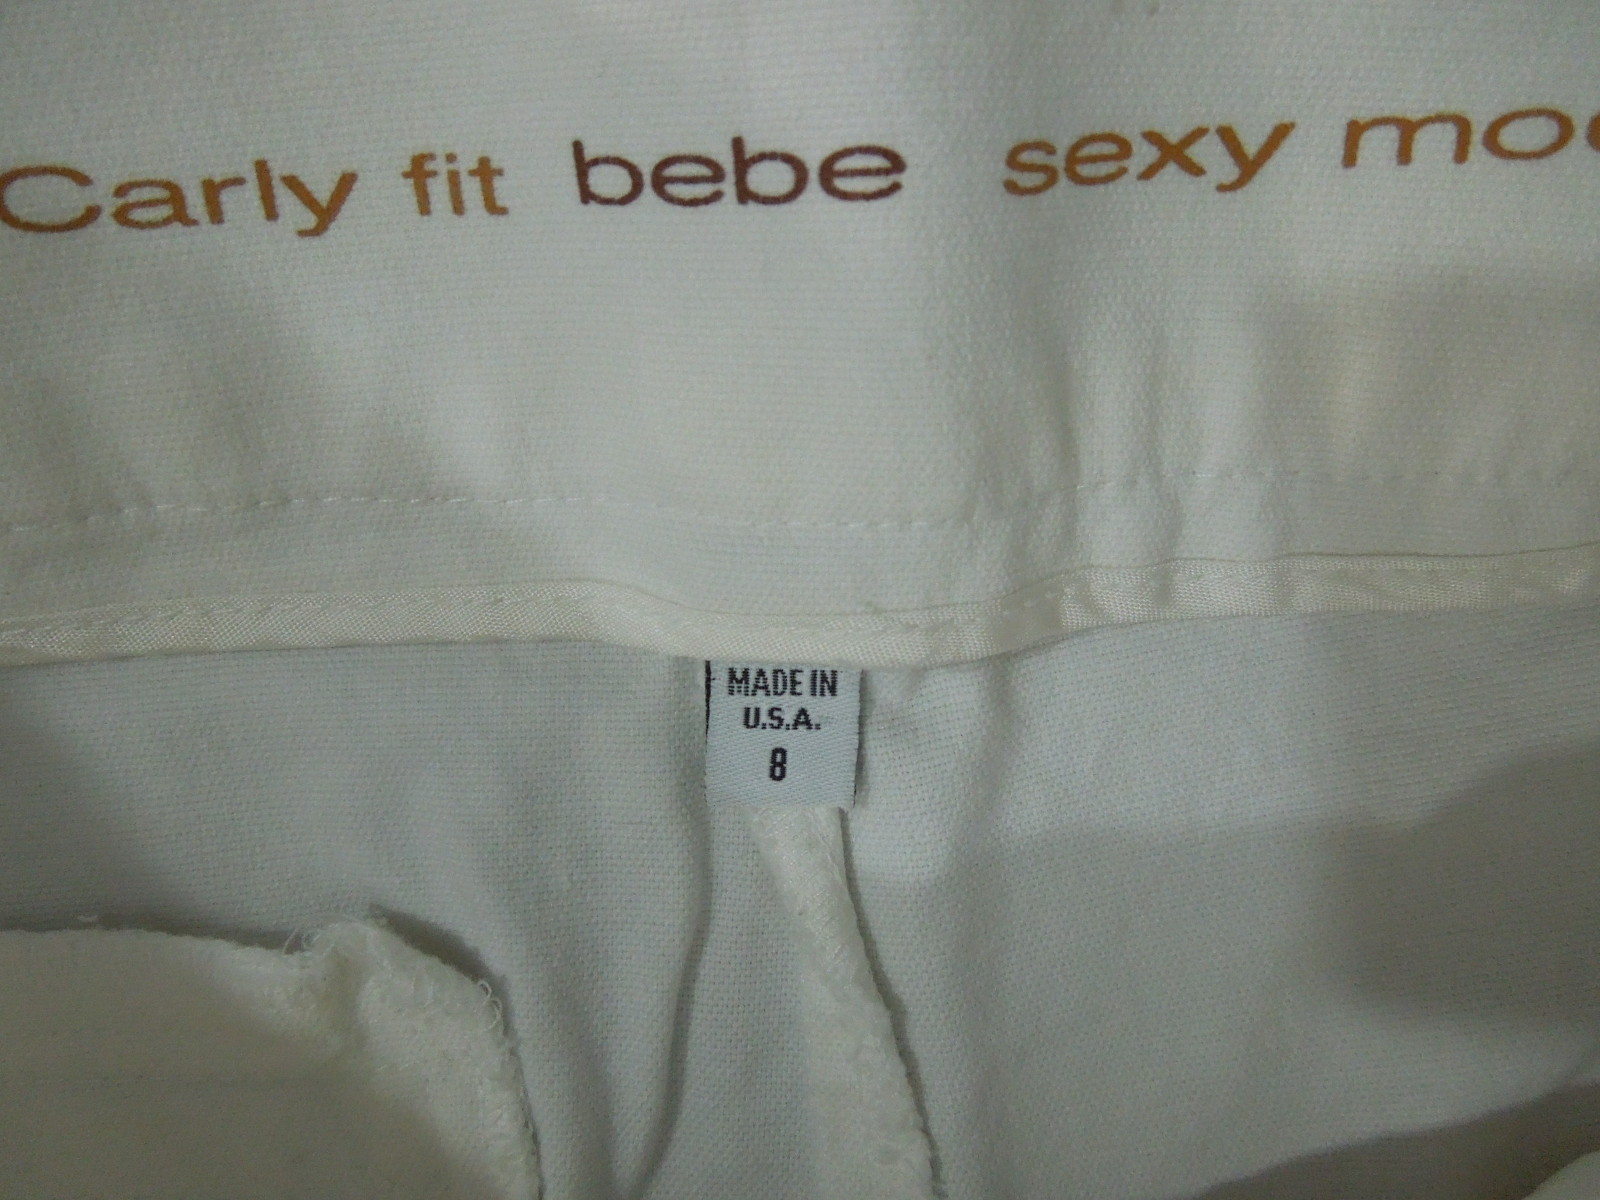 Carly fit bebe sexy
MADE IN
U.S.A.
8